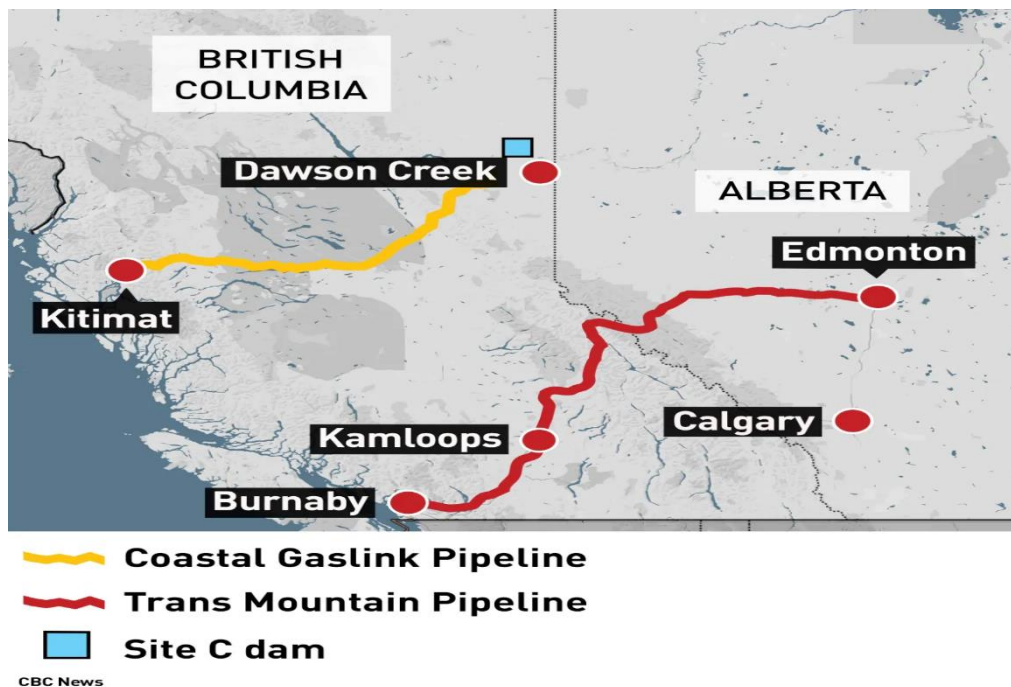 BRITISH
COLUMBIA
Dawson Creek
ALBERTA
Edmonton
Kitimat
Kamloops
Calgary
Burnaby
Coastal Gaslink Pipeline
Trans Mountain Pipeline
Site C dam
CBC News